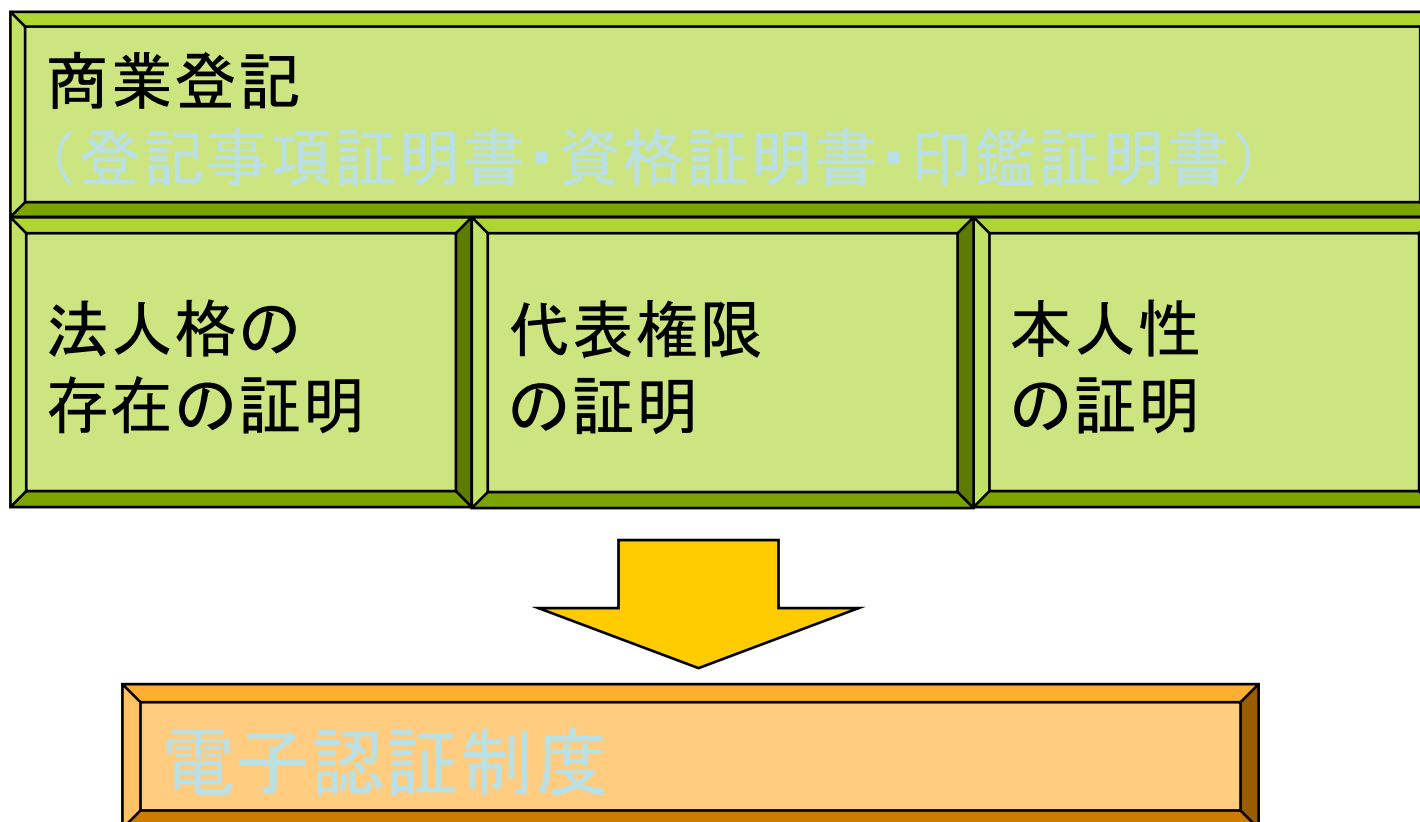 商業登記
（登記事項証明書・資格証明書・印鑑証明書）
法人格の
存在の証明
代表権限
の証明
本人性
の証明
電子認証制度